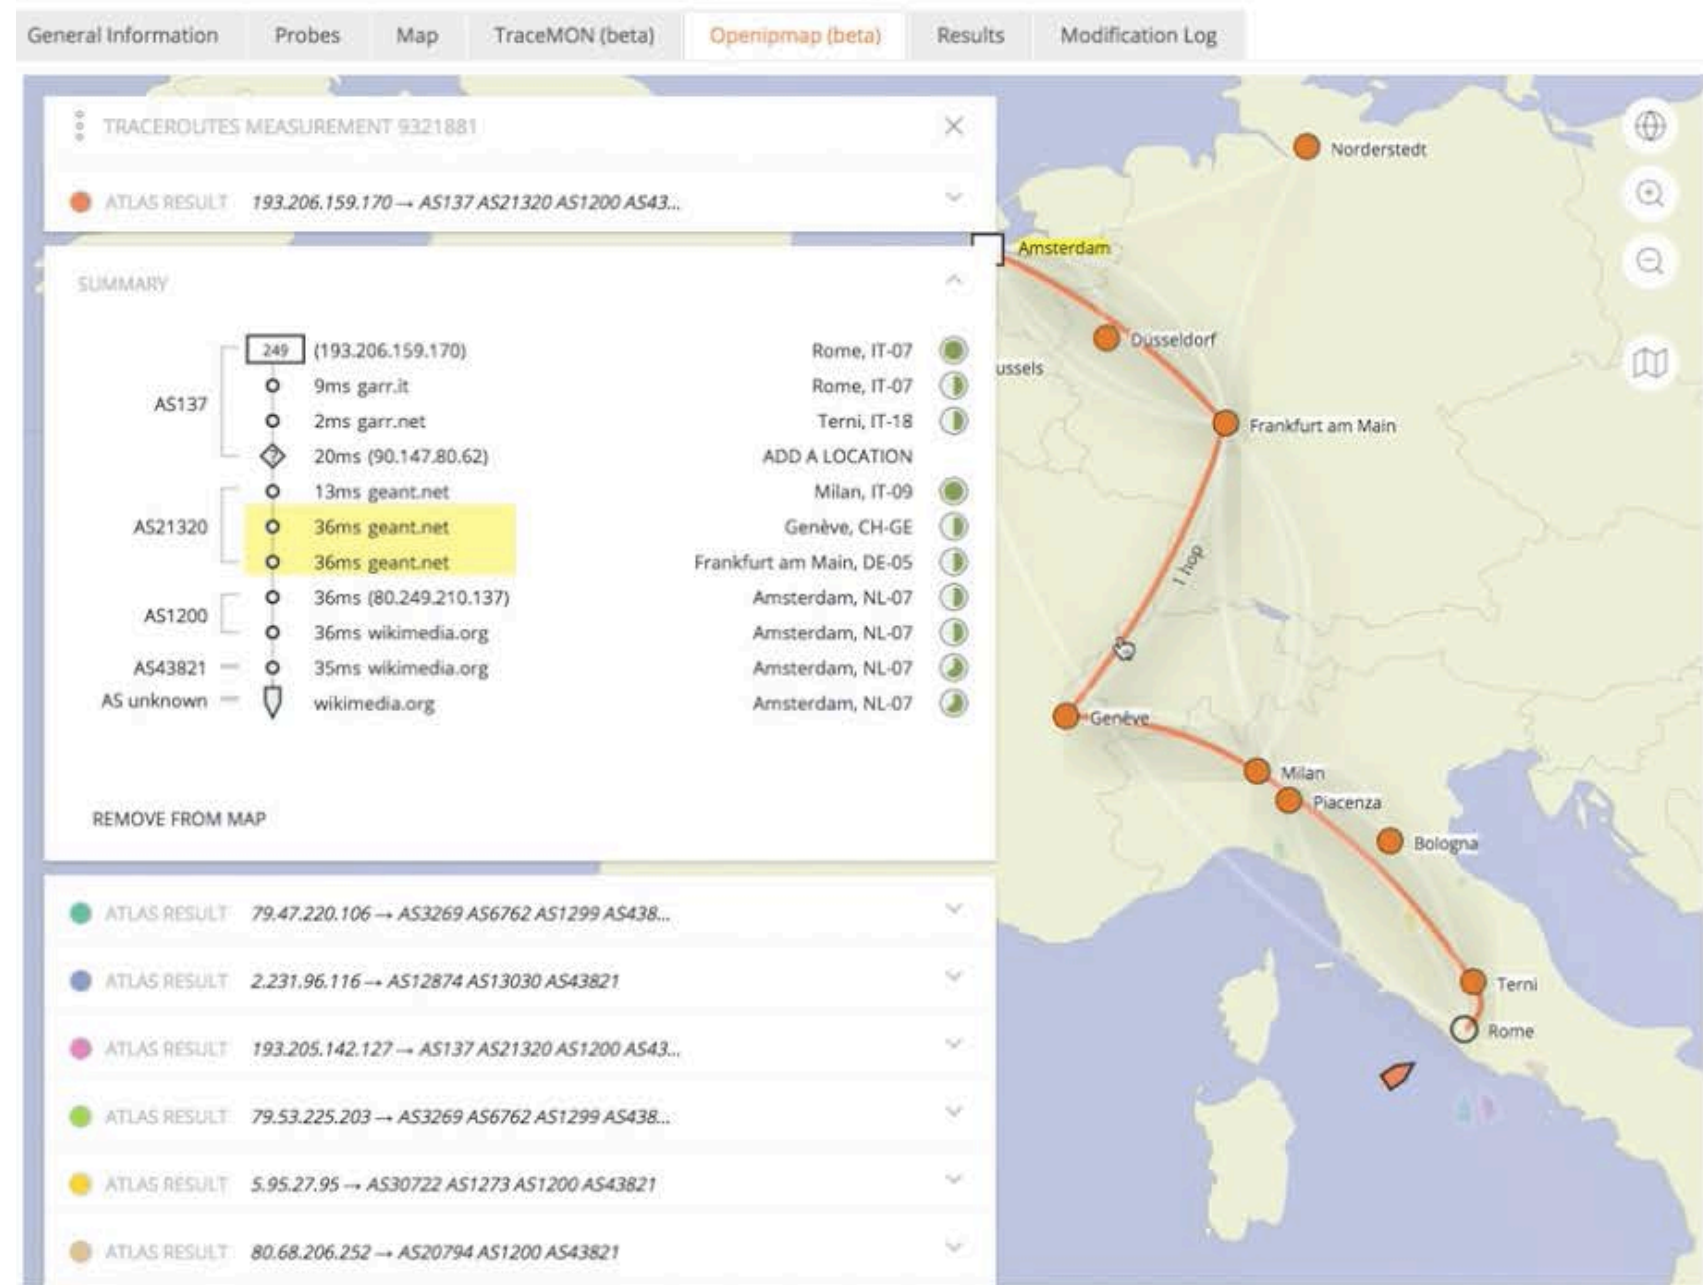 General Information Probes Map TraceMON (beta) Openipmap (beta) Results Modification Log
TRACEROUTES MEASUREMENT 9321881
ATLAS RESULT 193.206.159.170 → AS137 AS21320 AS1200 AS43...
SUMMARY
249 (193.206.159.170) Rome, IT-07
9ms garr.it Rome, IT-07
AS137
2ms garr.net Terni, IT-18
? 20ms (90.147.80.62) ADD A LOCATION
13ms geant.net Milan, IT-09
AS21320 36ms geant.net Genève, CH-GE
36ms geant.net Frankfurt am Main, DE-05
36ms (80.249.210.137) Amsterdam, NL-07
AS1200
36ms wikimedia.org Amsterdam, NL-07
AS43821 35ms wikimedia.org Amsterdam, NL-07
AS unknown wikimedia.org Amsterdam, NL-07
REMOVE FROM MAP
ATLAS RESULT 79.47.220.106 → AS3269 AS6762 AS1299 AS438...
ATLAS RESULT 2.231.96.116 → AS12874 AS13030 AS43821
ATLAS RESULT 193.205.142.127 → AS137 AS21320 AS1200 AS43...
ATLAS RESULT 79.53.225.203 → AS3269 AS6762 AS1299 AS438...
ATLAS RESULT 5.95.27.95 → AS30722 AS1273 AS1200 AS43821
ATLAS RESULT 80.68.206.252 → AS20794 AS1200 AS43821
Norderstedt
Amsterdam
Düsseldorf
ussels
Frankfurt am Main
1 hop
Genève
Milan
Piacenza
Bologna
Terni
Rome